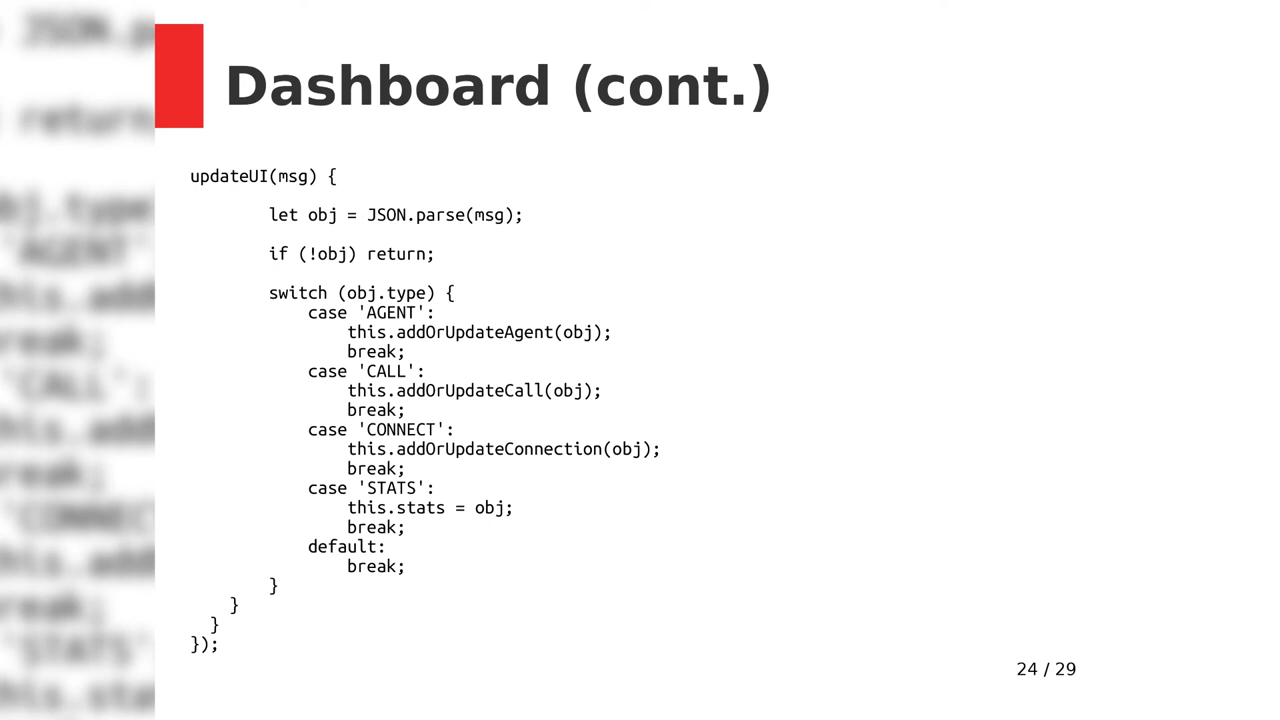 Dashboard (cont.)
updateUI(msg) {
let obj = JSON.parse(msg);
if (!obj) return;
switch (obj.type) {
case 'AGENT':
this.addOrUpdateAgent(obj);
break;
case 'CALL':
this.addOrUpdateCall(obj);
break;
case 'CONNECT':
this.addOrUpdateConnection(obj);
break;
case 'STATS':
this.stats = obj;
break;
default:
break;
}
}
}
});
24 / 29